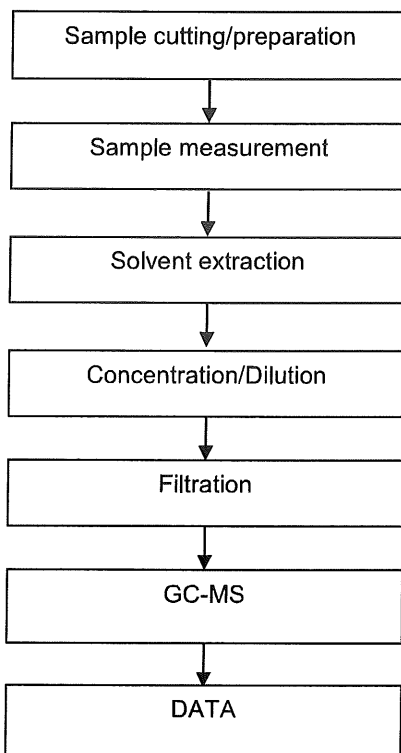 Sample cutting/preparation
Sample measurement
Solvent extraction
Concentration/Dilution
Filtration
GC-MS
DATA